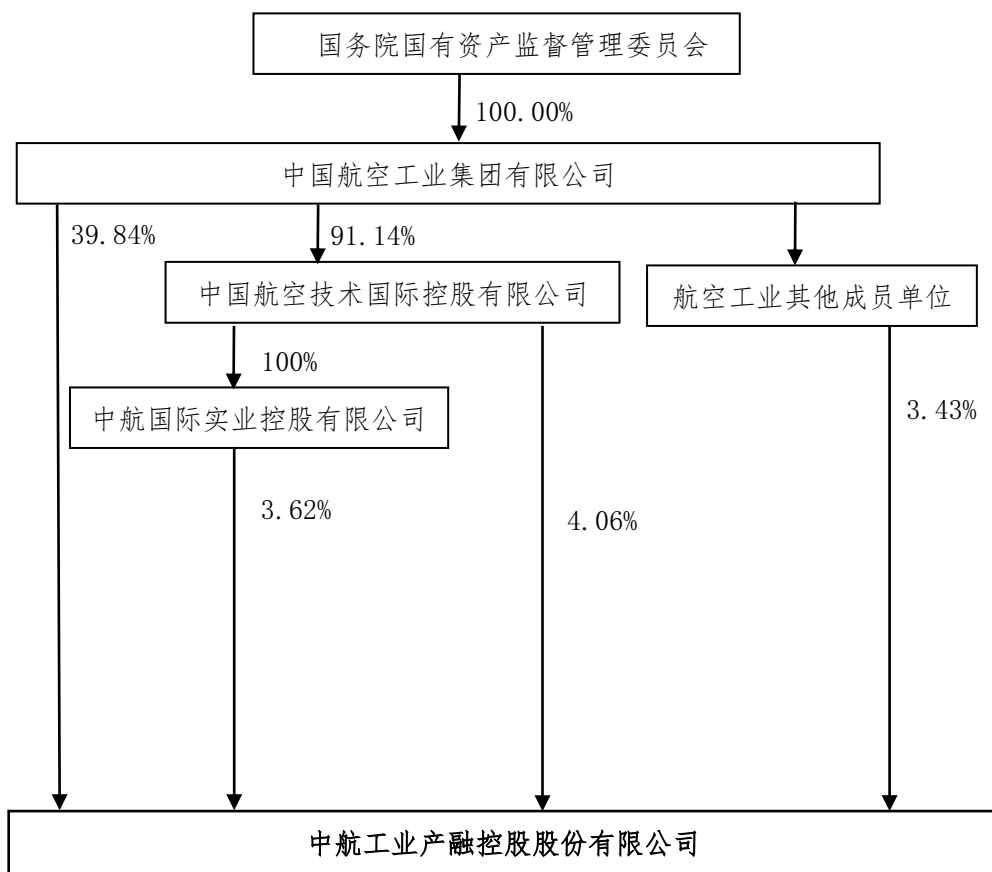 国务院国有资产监督管理委员会
100.00%
中国航空工业集团有限公司
39.84%
91.14%
中国航空技术国际控股有限公司
航空工业其他成员单位
100%
中航国际实业控股有限公司
3.43%
3.62%
4.06%
中航工业产融控股股份有限公司